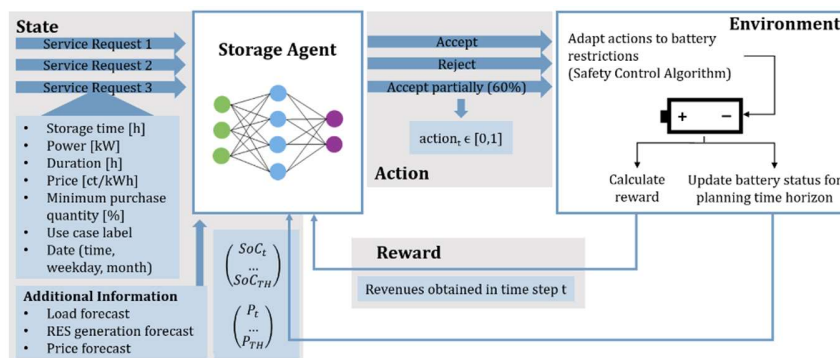 State
Service Request 1
Service Request 2
Service Request 3
• Storage time [h]
• Power [kW]
• Duration [h]
• Price [ct/kWh]
• Minimum purchase
quantity [%]
• Use case label
• Date (time,
weekday, month)
Additional Information
• Load forecast
• RES generation forecast
• Price forecast
Storage Agent
SoC_t
...
SoC_TH
P_t
...
P_TH
Accept
Reject
Accept partially (60%)
action_t ϵ [0,1]
Action
Reward
Revenues obtained in time step t
Environment
Adapt actions to battery
restrictions
(Safety Control Algorithm)
+ −
Calculate
reward
Update battery status for
planning time horizon